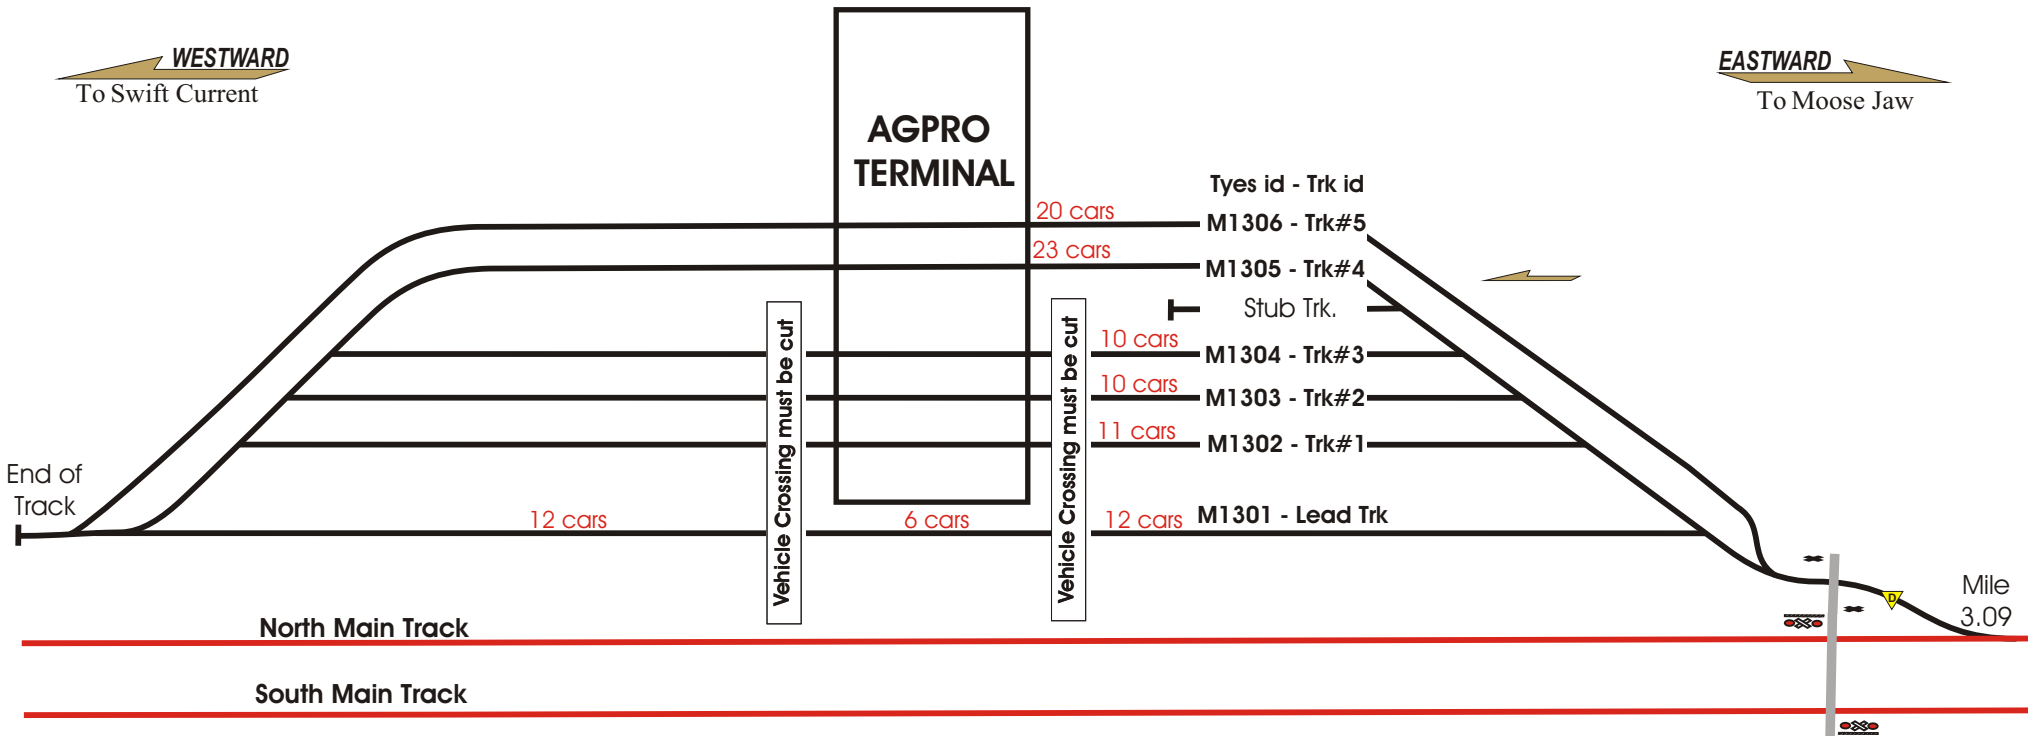 WESTWARD
To Swift Current
EASTWARD
To Moose Jaw
AGPRO
TERMINAL
Tyes id - Trk id
20 cars
M1306 - Trk#5
23 cars
M1305 - Trk#4
Stub Trk.
10 cars
M1304 - Trk#3
10 cars
M1303 - Trk#2
11 cars
M1302 - Trk#1
Vehicle Crossing must be cut
Vehicle Crossing must be cut
End of
Track
12 cars
6 cars
12 cars
M1301 - Lead Trk
D
Mile
3.09
North Main Track
South Main Track